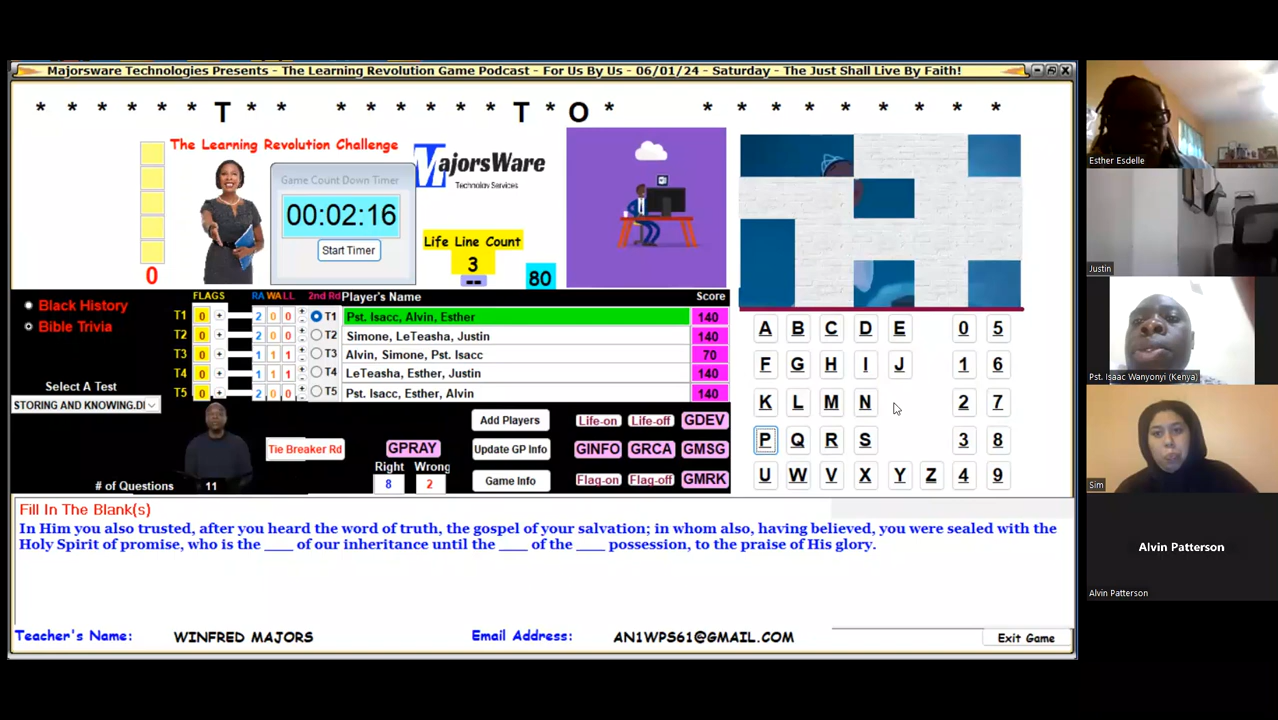 Majorsware Technologies Presents - The Learning Revolution Game Podcast - For Us By Us - 06/01/24 - Saturday - The Just Shall Live By Faith!
* * * * * * T * * * * * * * * T * O * * * * * * * * * * *
The Learning Revolution Challenge
MajorsWare
Technology Services
Game Count Down Timer
00:02:16
Start Timer
0
Life Line Count
3
--
80
Black History
Bible Trivia
Select A Test
STORING AND KNOWING.DI
FLAGS RA WA LL 2nd Rd Player's Name Score
T1 0 + 2 0 0 + - T1 Pst. Isacc, Alvin, Esther 140
T2 0 + 2 0 0 + - T2 Simone, LeTeasha, Justin 140
T3 0 + 1 1 1 + - T3 Alvin, Simone, Pst. Isacc 70
T4 0 + 1 1 1 + - T4 LeTeasha, Esther, Justin 140
T5 0 + 2 0 0 + - T5 Pst. Isacc, Esther, Alvin 140
Tie Breaker Rd
# of Questions 11
GPRAY
Right Wrong
8 2
Add Players Life-on Life-off GDEV
Update GP Info GINFO GRCA GMSG
Game Info Flag-on Flag-off GMRK
A B C D E 0 5
F G H I J 1 6
K L M N 2 7
P Q R S 3 8
U W V X Y Z 4 9
Fill In The Blank(s)
In Him you also trusted, after you heard the word of truth, the gospel of your salvation; in whom also, having believed, you were sealed with the
Holy Spirit of promise, who is the ____ of our inheritance until the ____ of the ____ possession, to the praise of His glory.
Teacher's Name: WINFRED MAJORS Email Address: AN1WPS61@GMAIL.COM Exit Game
Esther Esdelle
Justin
Pst. Isaac Wanyonyi (Kenya)
Sim
Alvin Patterson
Alvin Patterson